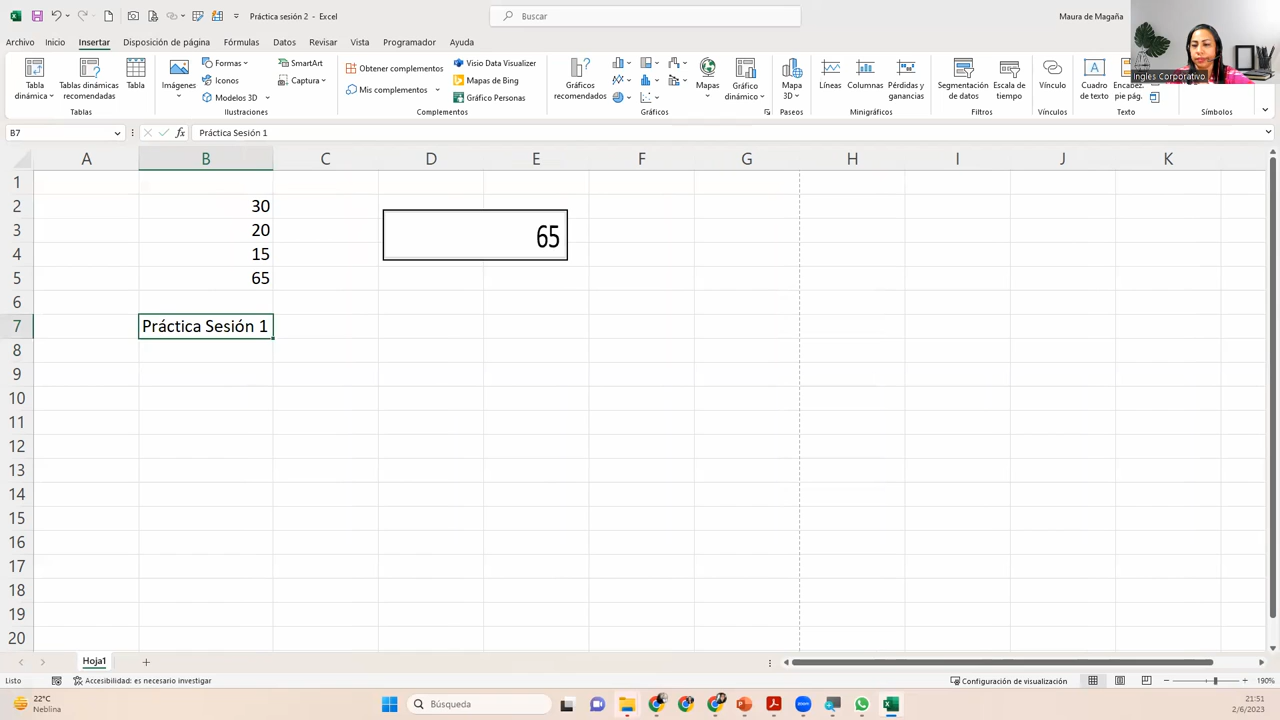 Práctica sesión 2 - Excel
Buscar
Maura de Magaña
Archivo Inicio Insertar Disposición de página Fórmulas Datos Revisar Vista Programador Ayuda
Tabla dinámica
Tablas dinámicas recomendadas
Tabla
Tablas
Imágenes
Formas
Iconos
Modelos 3D
SmartArt
Captura
Ilustraciones
Obtener complementos
Mis complementos
Visio Data Visualizer
Mapas de Bing
Gráfico Personas
Complementos
Gráficos recomendados
Mapas
Gráfico dinámico
Gráficos
Mapa 3D
Paseos
Líneas
Columnas
Pérdidas y ganancias
Minigráficos
Segmentación de datos
Escala de tiempo
Filtros
Vínculo
Vínculos
Cuadro de texto
Encabez. pie pág.
Texto
Símbolos
Ingles Corporativo
B7
Práctica Sesión 1
A B C D E F G H I J K
1
2 30
3 20 65
4 15
5 65
6
7 Práctica Sesión 1
8
9
10
11
12
13
14
15
16
17
18
19
20
Hoja1
Listo
Accesibilidad: es necesario investigar
Configuración de visualización
190%
22°C
Neblina
Búsqueda
zoom
21:51
2/6/2023